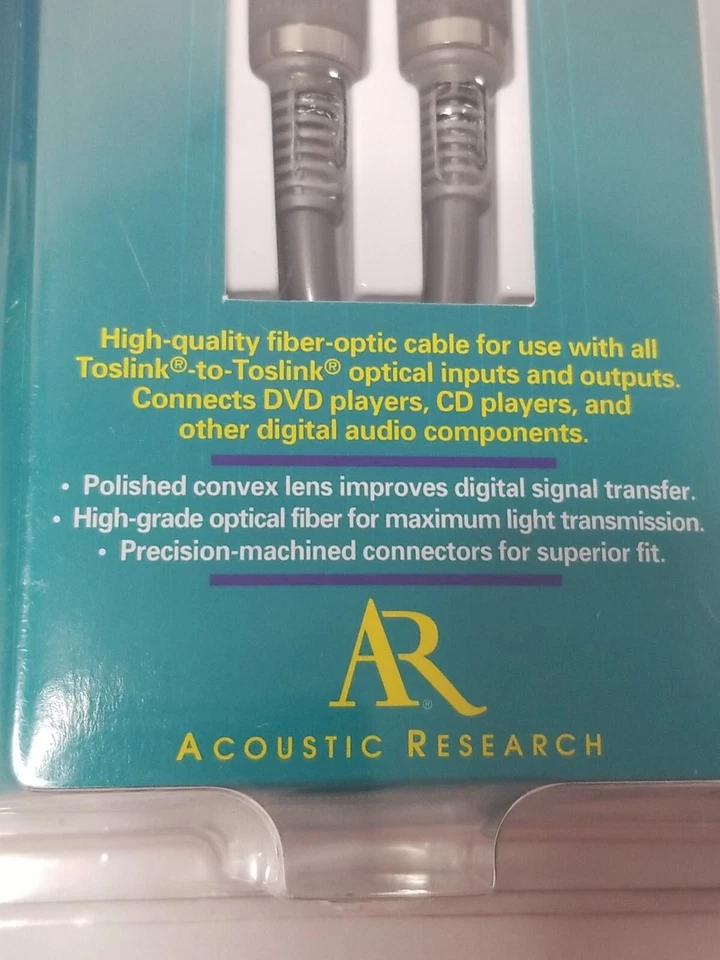 High-quality fiber-optic cable for use with all
Toslink®-to-Toslink® optical inputs and outputs.
Connects DVD players, CD players, and
other digital audio components.
• Polished convex lens improves digital signal transfer.
• High-grade optical fiber for maximum light transmission.
• Precision-machined connectors for superior fit.
AR®
ACOUSTIC RESEARCH